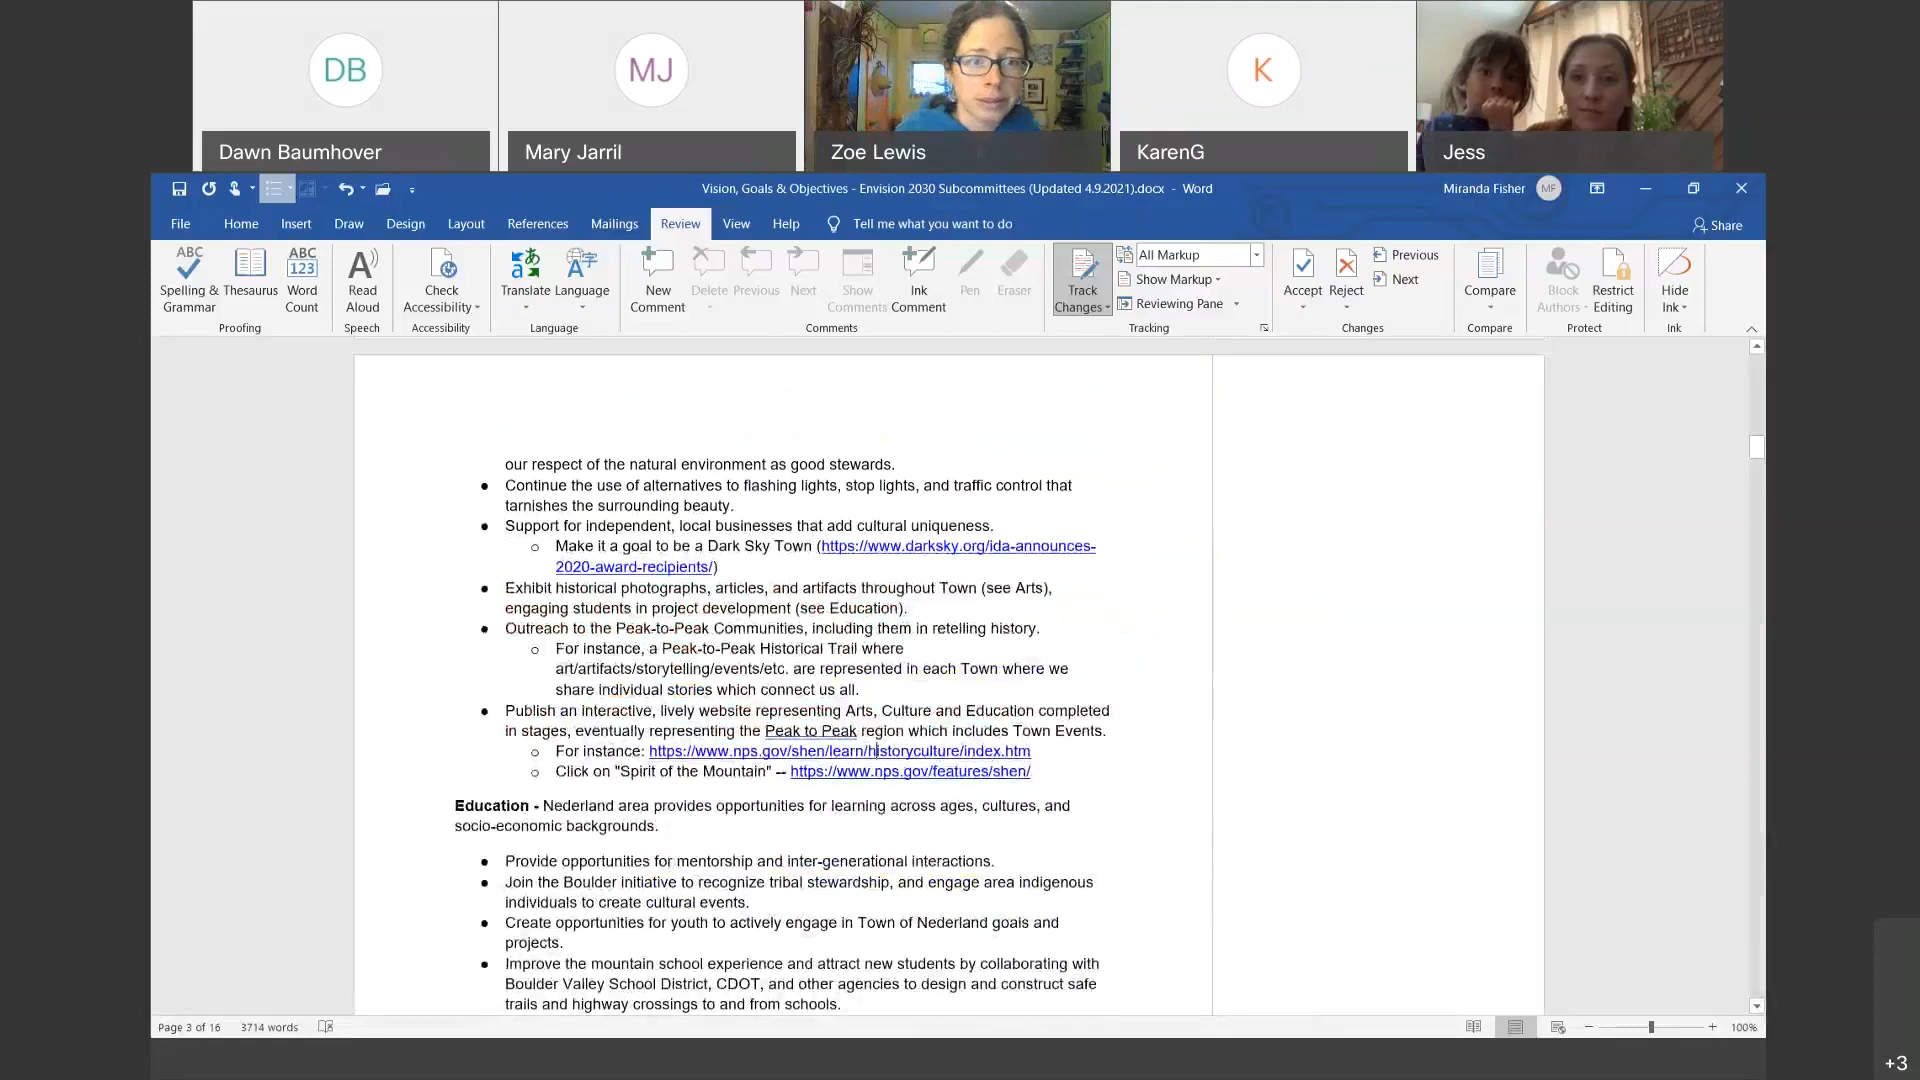 DB
MJ
K
Dawn Baumhover
Mary Jarril
Zoe Lewis
KarenG
Jess
Vision, Goals & Objectives - Envision 2030 Subcommittees (Updated 4.9.2021).docx - Word
Miranda Fisher
MF
File
Home
Insert
Draw
Design
Layout
References
Mailings
Review
View
Help
Tell me what you want to do
Share
ABC
Spelling &
Grammar
Thesaurus
ABC
123
Word
Count
Proofing
Read
Aloud
Speech
Check
Accessibility
Accessibility
Translate
Language
Language
New
Comment
Delete
Previous
Next
Show
Comments
Ink
Comment
Pen
Eraser
Comments
Track
Changes
All Markup
Show Markup
Reviewing Pane
Tracking
Accept
Reject
Previous
Next
Changes
Compare
Compare
Block
Authors
Restrict
Editing
Protect
Hide
Ink
Ink
our respect of the natural environment as good stewards.
● Continue the use of alternatives to flashing lights, stop lights, and traffic control that
tarnishes the surrounding beauty.
● Support for independent, local businesses that add cultural uniqueness.
o Make it a goal to be a Dark Sky Town (https://www.darksky.org/ida-announces-
2020-award-recipients/)
● Exhibit historical photographs, articles, and artifacts throughout Town (see Arts),
engaging students in project development (see Education).
● Outreach to the Peak-to-Peak Communities, including them in retelling history.
o For instance, a Peak-to-Peak Historical Trail where
art/artifacts/storytelling/events/etc. are represented in each Town where we
share individual stories which connect us all.
● Publish an interactive, lively website representing Arts, Culture and Education completed
in stages, eventually representing the Peak to Peak region which includes Town Events.
o For instance: https://www.nps.gov/shen/learn/historyculture/index.htm
o Click on "Spirit of the Mountain" -- https://www.nps.gov/features/shen/
Education - Nederland area provides opportunities for learning across ages, cultures, and
socio-economic backgrounds.
● Provide opportunities for mentorship and inter-generational interactions.
● Join the Boulder initiative to recognize tribal stewardship, and engage area indigenous
individuals to create cultural events.
● Create opportunities for youth to actively engage in Town of Nederland goals and
projects.
● Improve the mountain school experience and attract new students by collaborating with
Boulder Valley School District, CDOT, and other agencies to design and construct safe
trails and highway crossings to and from schools.
Page 3 of 16
3714 words
100%
+3